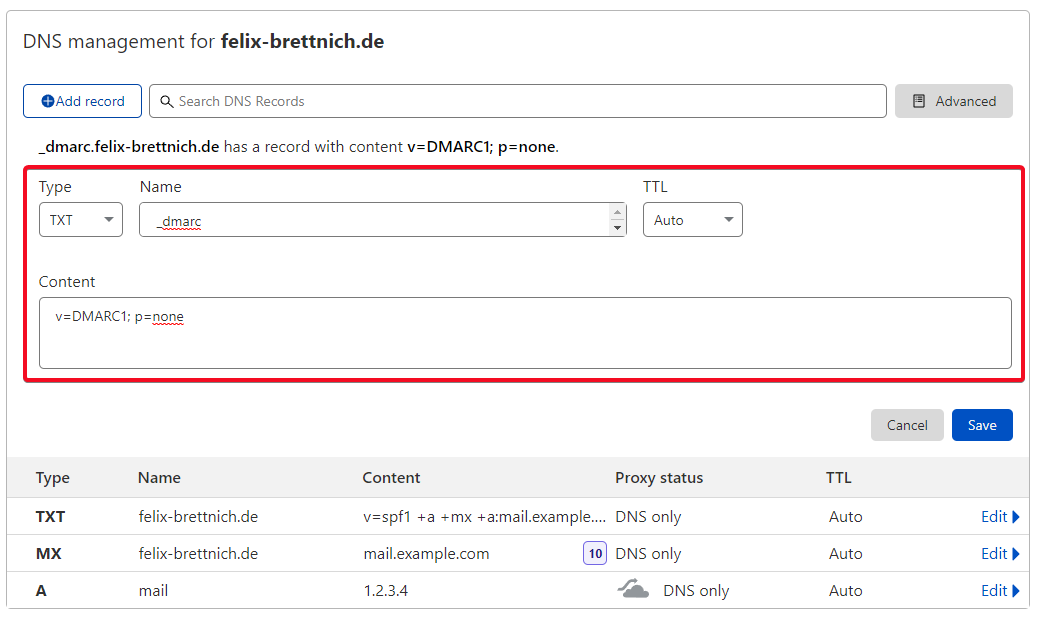 DNS management for felix-brettnich.de
Add record
Search DNS Records
Advanced
_dmarc.felix-brettnich.de has a record with content v=DMARC1; p=none.
Type Name TTL
TXT _dmarc Auto
Content
v=DMARC1; p=none
Cancel Save
Type Name Content Proxy status TTL
TXT felix-brettnich.de v=spf1 +a +mx +a:mail.example.... DNS only Auto Edit
MX felix-brettnich.de mail.example.com 10 DNS only Auto Edit
A mail 1.2.3.4 DNS only Auto Edit